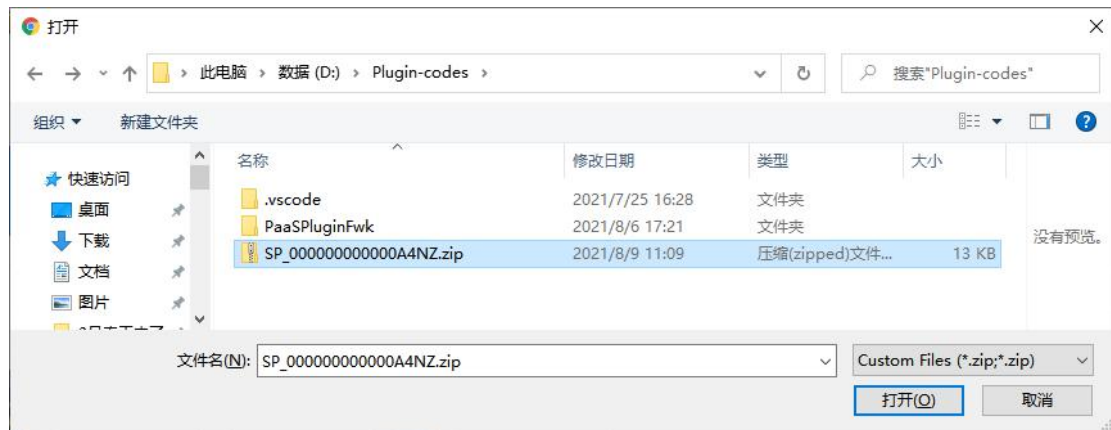 打开
此电脑 > 数据 (D:) > Plugin-codes >
搜索"Plugin-codes"
组织
新建文件夹
名称 修改日期 类型 大小
快速访问
桌面
下载
文档
图片
.vscode 2021/7/25 16:28 文件夹
PaaSPluginFwk 2021/8/6 17:21 文件夹
SP_000000000000A4NZ.zip 2021/8/9 11:09 压缩(zipped)文件... 13 KB
没有预览。
文件名(N): SP_000000000000A4NZ.zip
Custom Files (*.zip;*.zip)
打开(O) 取消